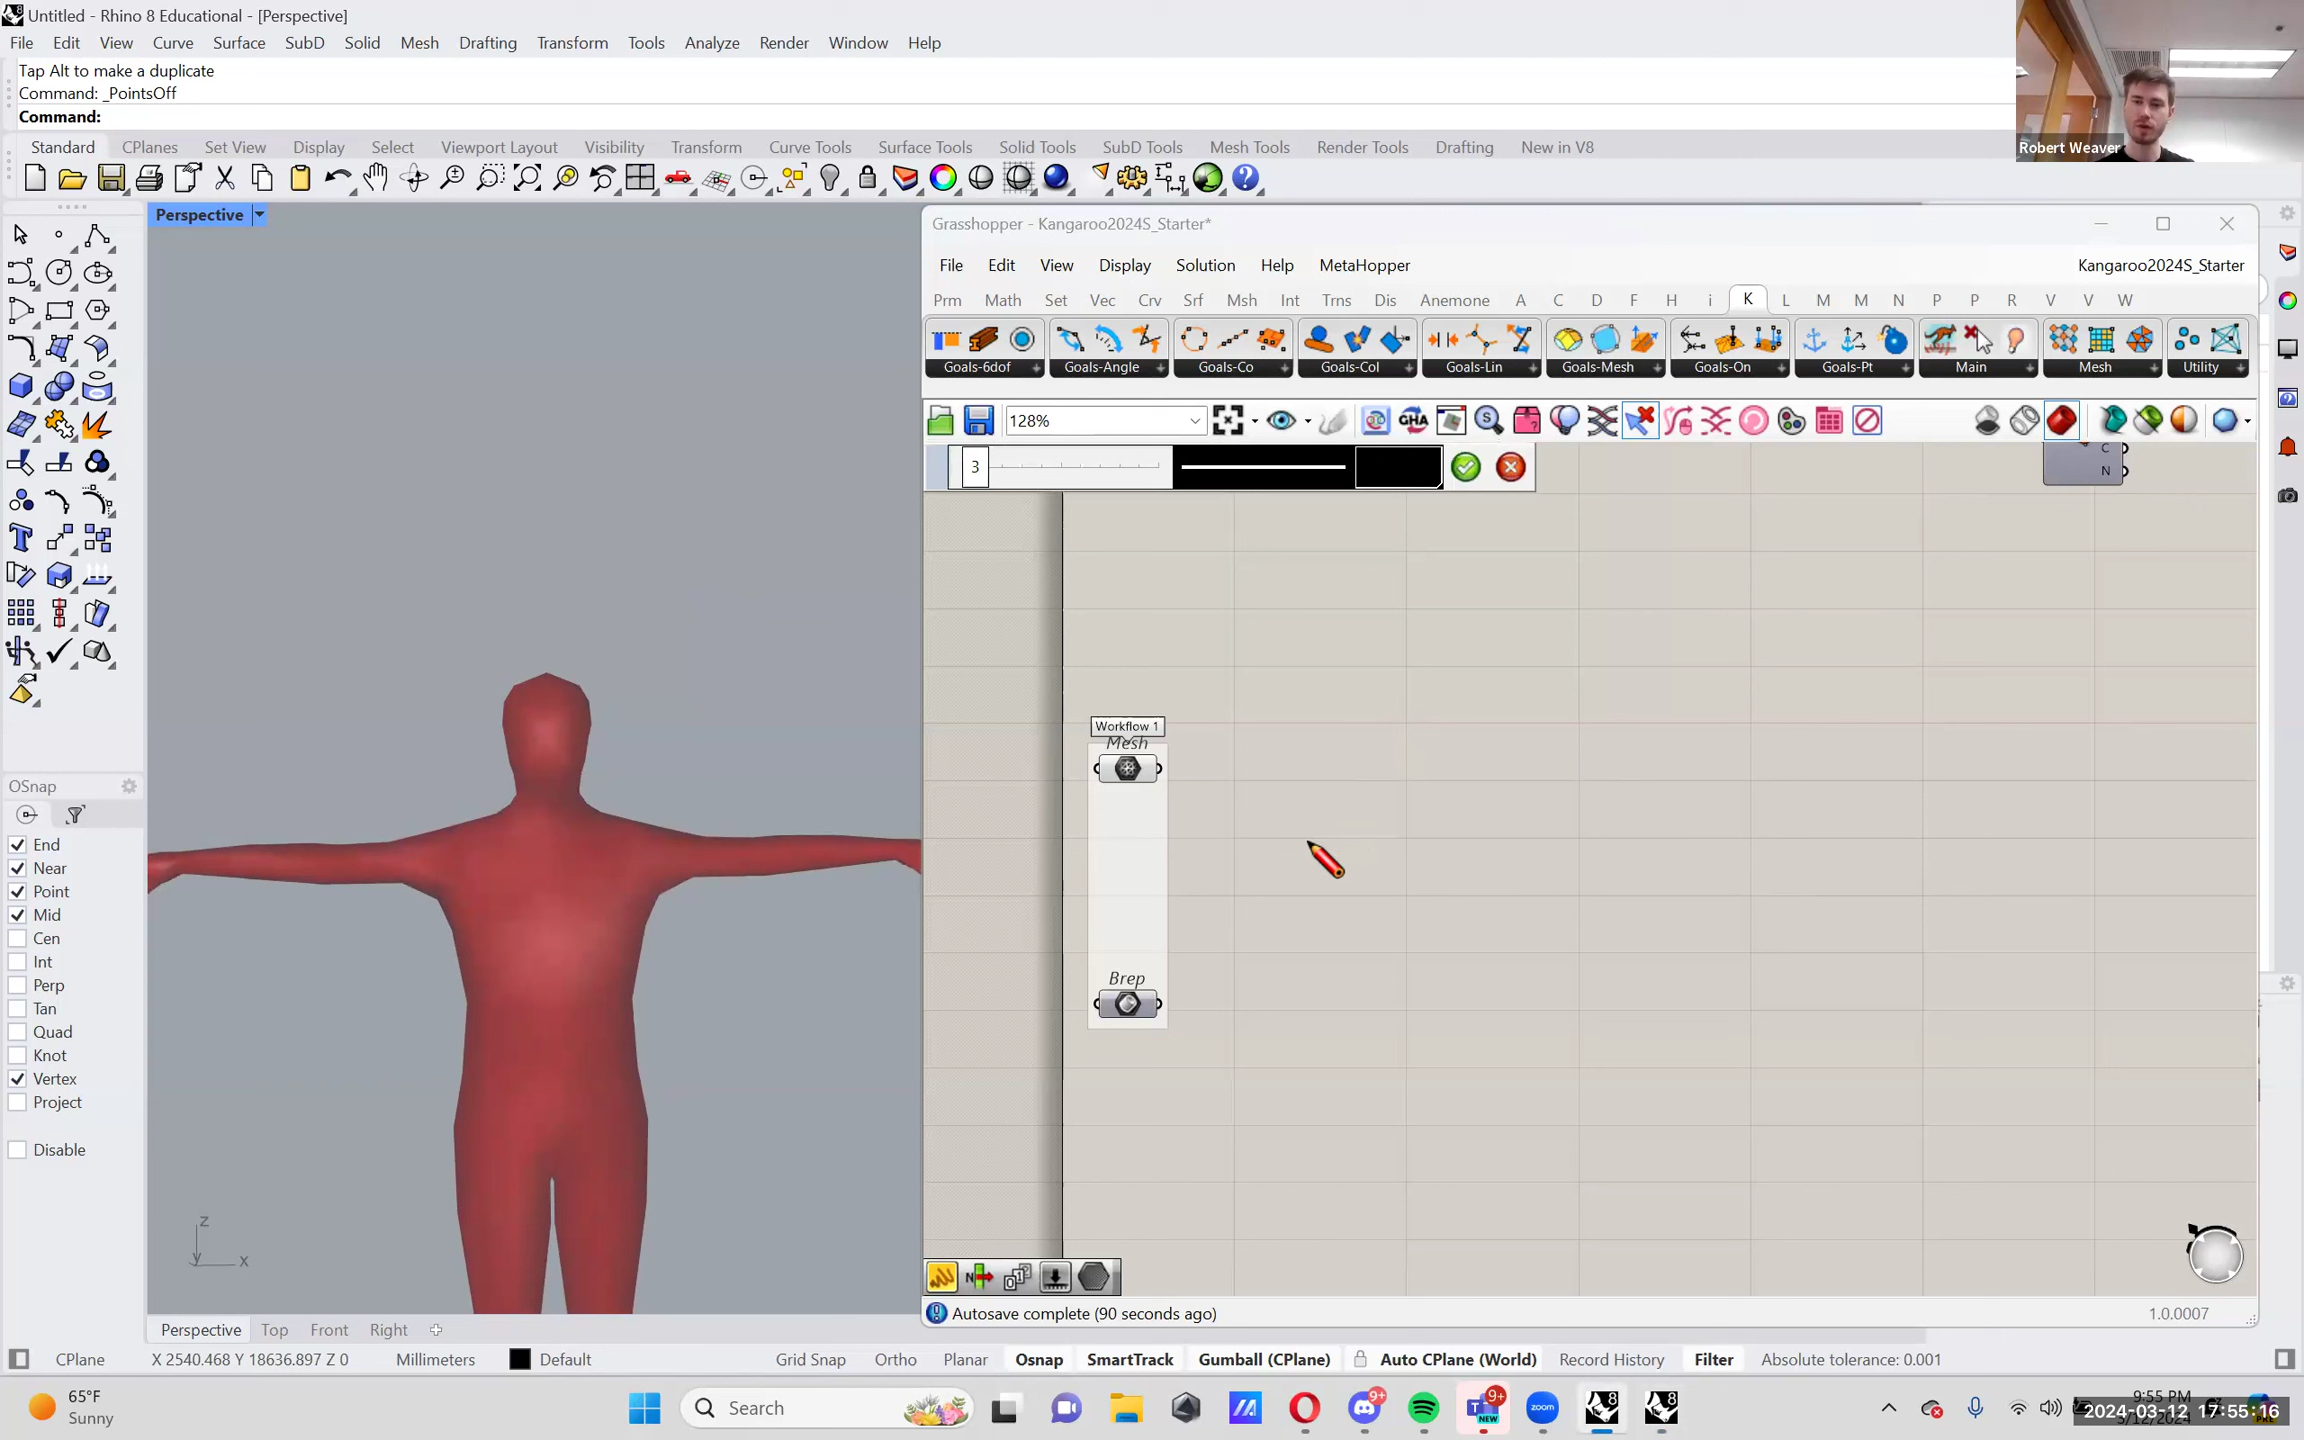 Untitled - Rhino 8 Educational - [Perspective]
File Edit View Curve Surface SubD Solid Mesh Drafting Transform Tools Analyze Render Window Help
Tap Alt to make a duplicate
Command: _PointsOff
Command:
Robert Weaver
Standard CPlanes Set View Display Select Viewport Layout Visibility Transform Curve Tools Surface Tools Solid Tools SubD Tools Mesh Tools Render Tools Drafting New in V8
Perspective
Grasshopper - Kangaroo2024S_Starter*
File Edit View Display Solution Help MetaHopper Kangaroo2024S_Starter
Prm Math Set Vec Crv Srf Msh Int Trns Dis Anemone A C D F H i K L M M N P P R V V W
Goals-6dof Goals-Angle Goals-Co Goals-Col Goals-Lin Goals-Mesh Goals-On Goals-Pt Main Mesh Utility
128%
3
C
N
Workflow 1
Mesh
Brep
OSnap
End
Near
Point
Mid
Cen
Int
Perp
Tan
Quad
Knot
Vertex
Project
Disable
z
y x
Autosave complete (90 seconds ago) 1.0.0007
Perspective Top Front Right
CPlane X 2540.468 Y 18636.897 Z 0 Millimeters Default Grid Snap Ortho Planar Osnap SmartTrack Gumball (CPlane) Auto CPlane (World) Record History Filter Absolute tolerance: 0.001
65°F
Sunny
Search
9+
9+
NEW
zoom
9:55 PM
2024-03-12 17:55:16